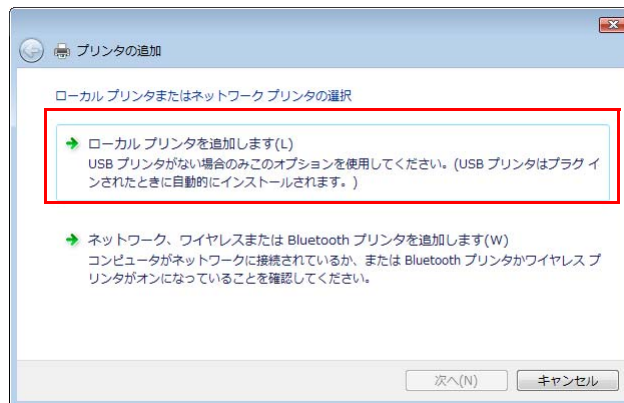 プリンタの追加
ローカル プリンタまたはネットワーク プリンタの選択
ローカル プリンタを追加します(L)
USB プリンタがない場合のみこのオプションを使用してください。(USB プリンタはプラグ イ
ンされたときに自動的にインストールされます。)
ネットワーク、ワイヤレスまたは Bluetooth プリンタを追加します(W)
コンピュータがネットワークに接続されているか、または Bluetooth プリンタかワイヤレス プ
リンタがオンになっていることを確認してください。
次へ(N)
キャンセル